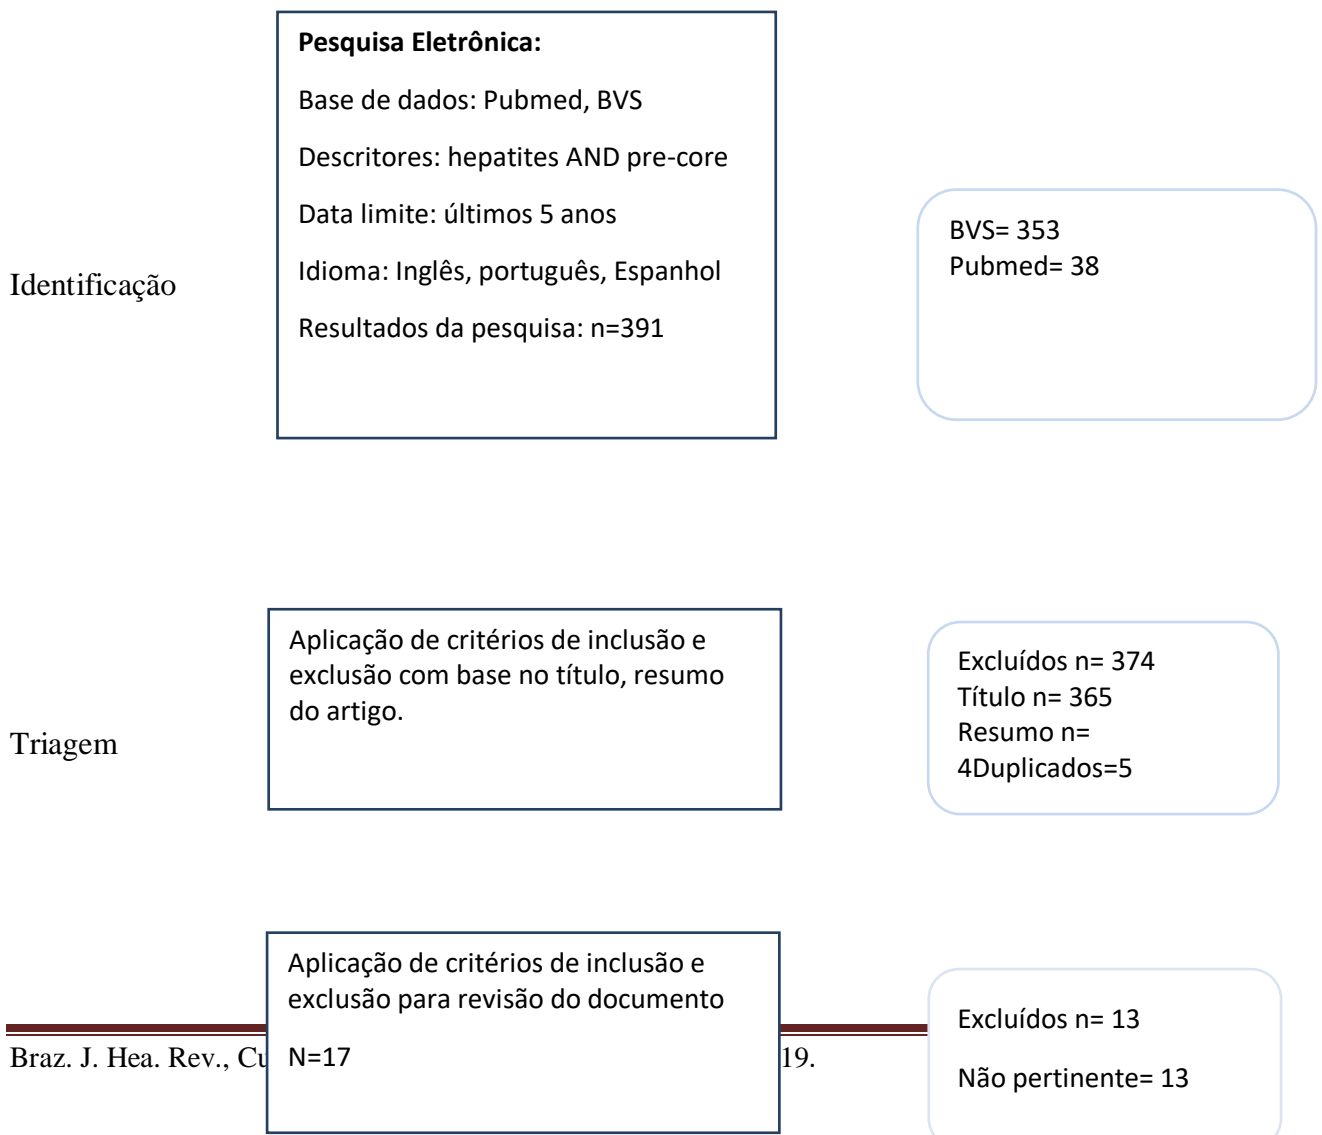 Pesquisa Eletrônica:
Base de dados: Pubmed, BVS
Descritores: hepatites AND pre-core
Data limite: últimos 5 anos
Idioma: Inglês, português, Espanhol
Resultados da pesquisa: n=391
Identificação
BVS= 353
Pubmed= 38
Aplicação de critérios de inclusão e
exclusão com base no título, resumo
do artigo.
Triagem
Excluídos n= 374
Título n= 365
Resumo n=
4Duplicados=5
Aplicação de critérios de inclusão e
exclusão para revisão do documento
N=17
Excluídos n= 13
Não pertinente= 13
Braz. J. Hea. Rev., 19.